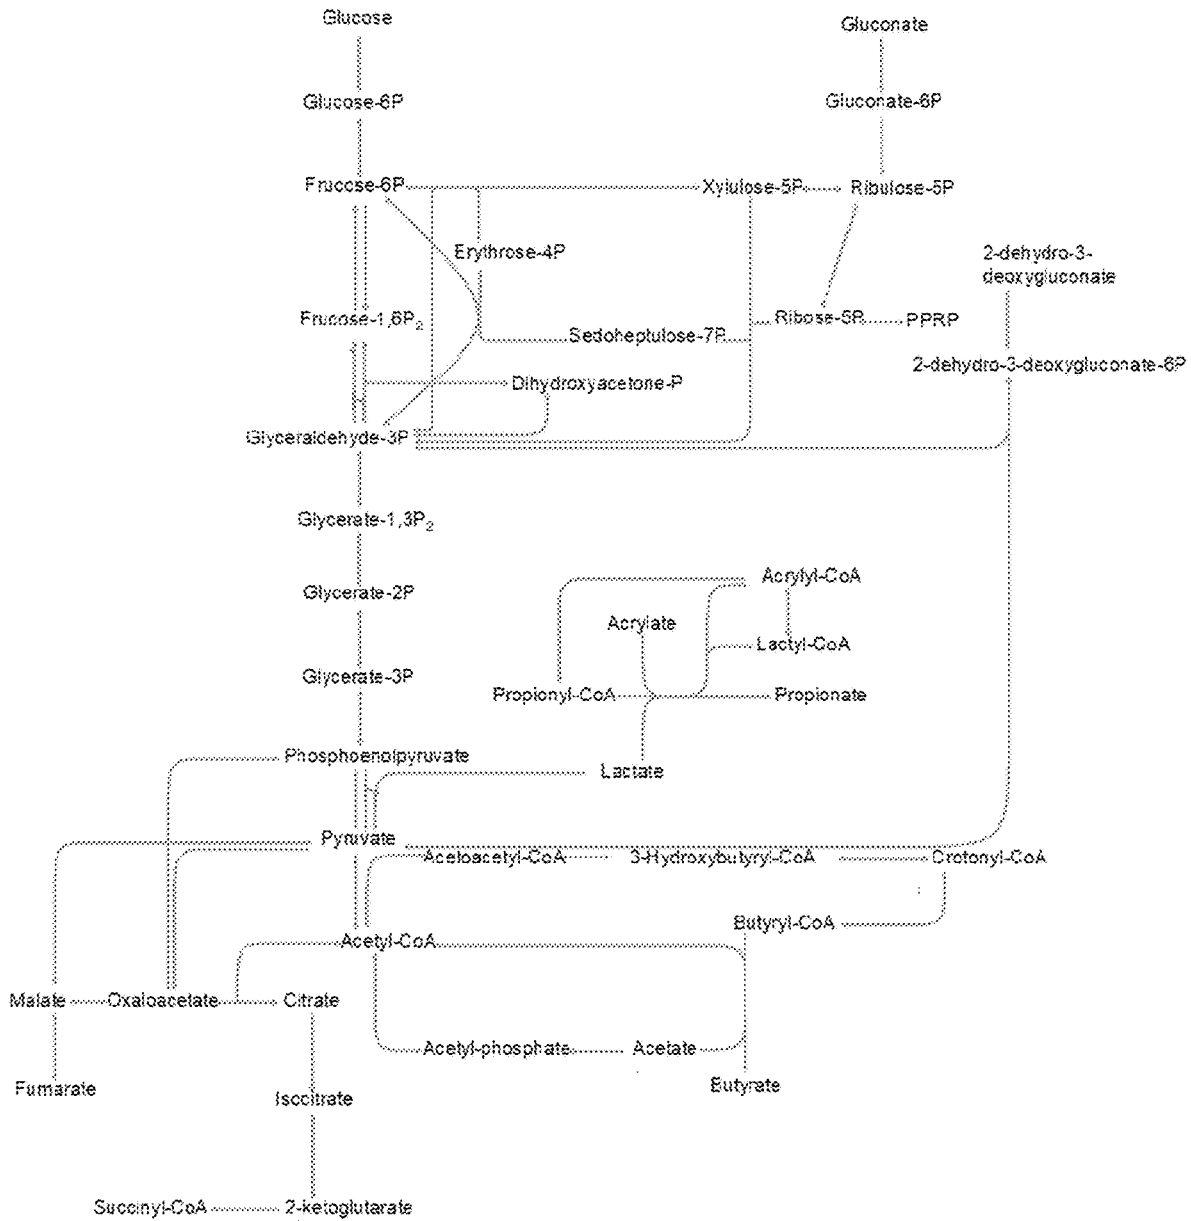 Glucose
Gluconate
Glucose-6P
Gluconate-6P
Frucose-6P
Xylulose-5P
Ribulose-5P
Erythrose-4P
2-dehydro-3-
deoxygluconate
Frucose-1,6P2
Sedoheptulose-7P
Ribose-5P
PPRP
2-dehydro-3-deoxygluconate-6P
Dihydroxyacetone-P
Glyceraldehyde-3P
Glycerate-1,3P2
Acrylyl-CoA
Glycerate-2P
Acrylate
Lactyl-CoA
Glycerate-3P
Propionyl-CoA
Propionate
Phosphoenolpyruvate
Lactate
Pyruvate
Acetoacetyl-CoA
3-Hydroxybutyryl-CoA
Crotonyl-CoA
Butyryl-CoA
Acetyl-CoA
Malate
Oxaloacetate
Citrate
Acetyl-phosphate
Acetate
Fumarate
Butyrate
Isocitrate
Succinyl-CoA
2-ketoglutarate